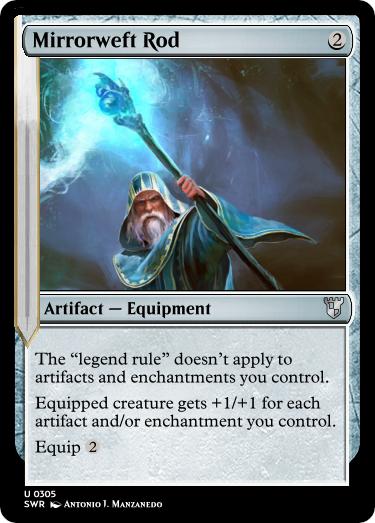 Mirrorweft Rod 2
Artifact — Equipment
The “legend rule” doesn’t apply to
artifacts and enchantments you control.
Equipped creature gets +1/+1 for each
artifact and/or enchantment you control.
Equip 2
U 0305
SWR Antonio J. Manzanedo